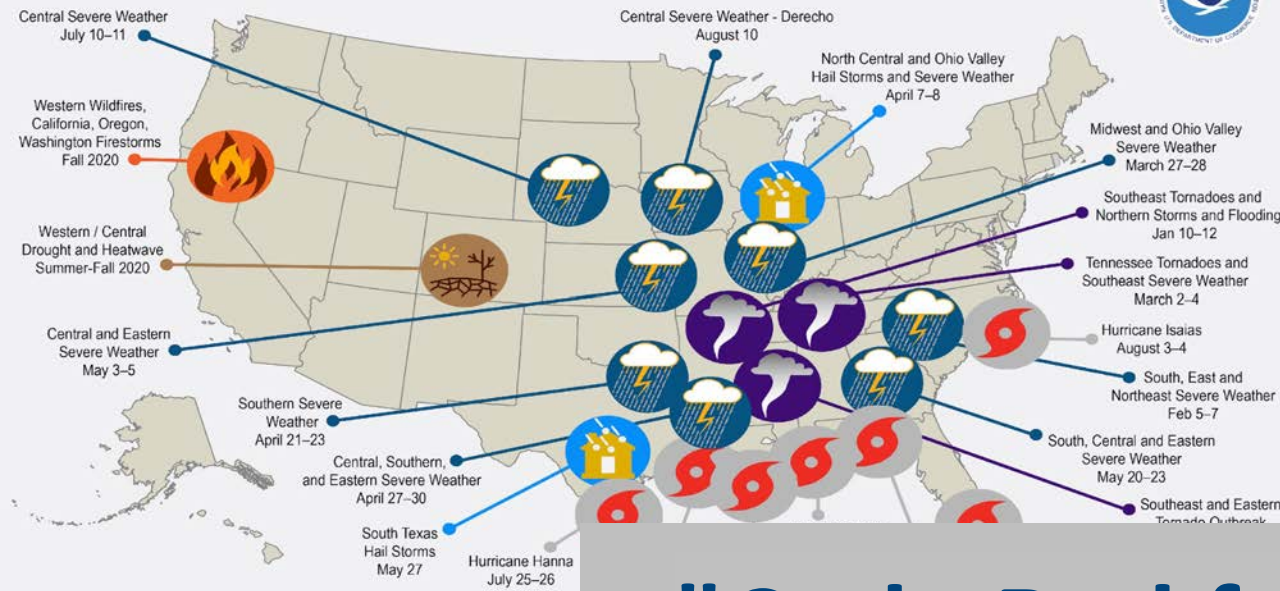 Central Severe Weather
July 10–11
Central Severe Weather - Derecho
August 10
North Central and Ohio Valley
Hail Storms and Severe Weather
April 7–8
Western Wildfires,
California, Oregon,
Washington Firestorms
Fall 2020
Midwest and Ohio Valley
Severe Weather
March 27–28
Southeast Tornadoes and
Northern Storms and Flooding
Jan 10–12
Western / Central
Drought and Heatwave
Summer-Fall 2020
Tennessee Tornadoes and
Southeast Severe Weather
March 2–4
Central and Eastern
Severe Weather
May 3–5
Hurricane Isaias
August 3–4
South, East and
Northeast Severe Weather
Feb 5–7
Southern Severe
Weather
April 21–23
South, Central and Eastern
Severe Weather
May 20–23
Central, Southern,
and Eastern Severe Weather
April 27–30
Southeast and Eastern
Tornado Outbreak
South Texas
Hail Storms
May 27
Hurricane Hanna
July 25–26